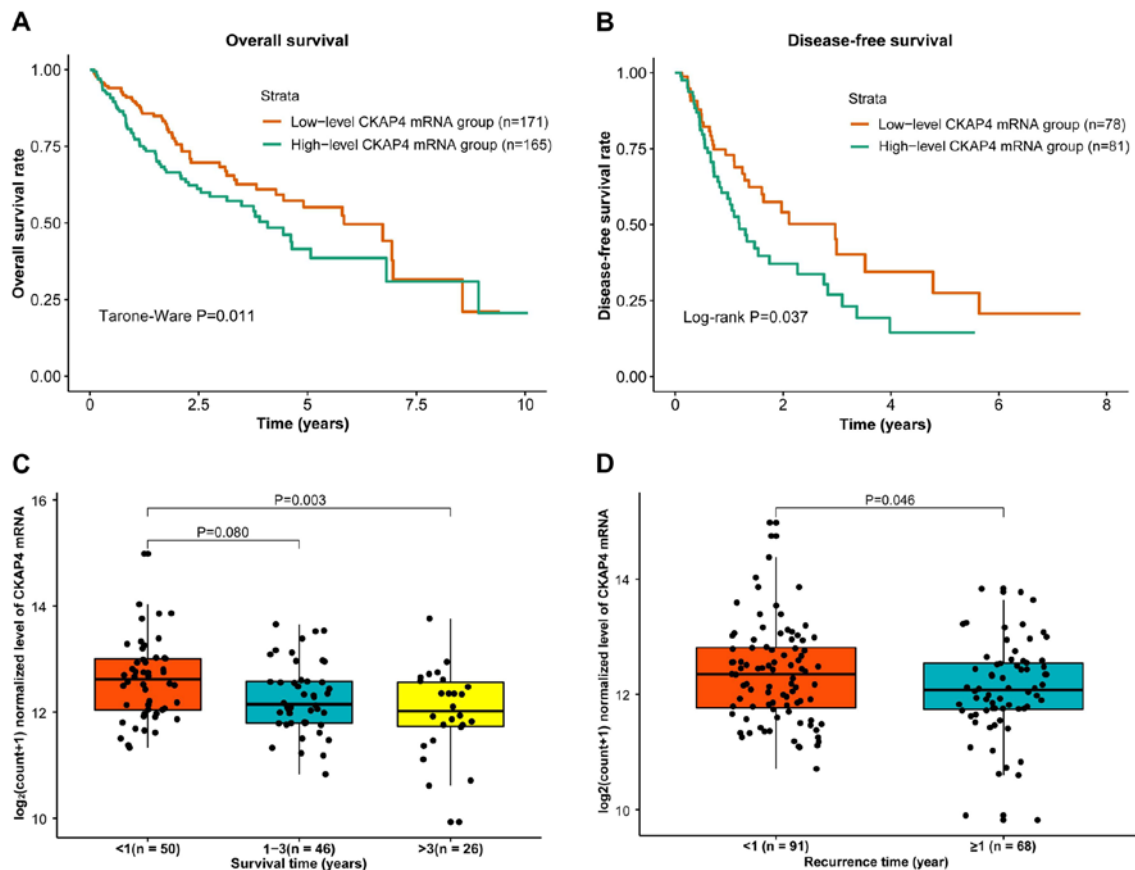 A
Overall survival
1.00
0.75
0.50
0.25
0.00
Overall survival rate
Strata
Low-level CKAP4 mRNA group (n=171)
High-level CKAP4 mRNA group (n=165)
Tarone-Ware P=0.011
0 2.5 5 7.5 10
Time (years)
B
Disease-free survival
1.00
0.75
0.50
0.25
0.00
Disease-free survival rate
Strata
Low-level CKAP4 mRNA group (n=78)
High-level CKAP4 mRNA group (n=81)
Log-rank P=0.037
0 2 4 6 8
Time (years)
C
16
14
12
10
log₂(count+1) normalized level of CKAP4 mRNA
P=0.003
P=0.080
<1(n = 50) 1-3(n = 46) >3(n = 26)
Survival time (years)
D
14
12
10
log2(count+1) normalized level of CKAP4 mRNA
P=0.046
<1 (n = 91) ≥1 (n = 68)
Recurrence time (year)